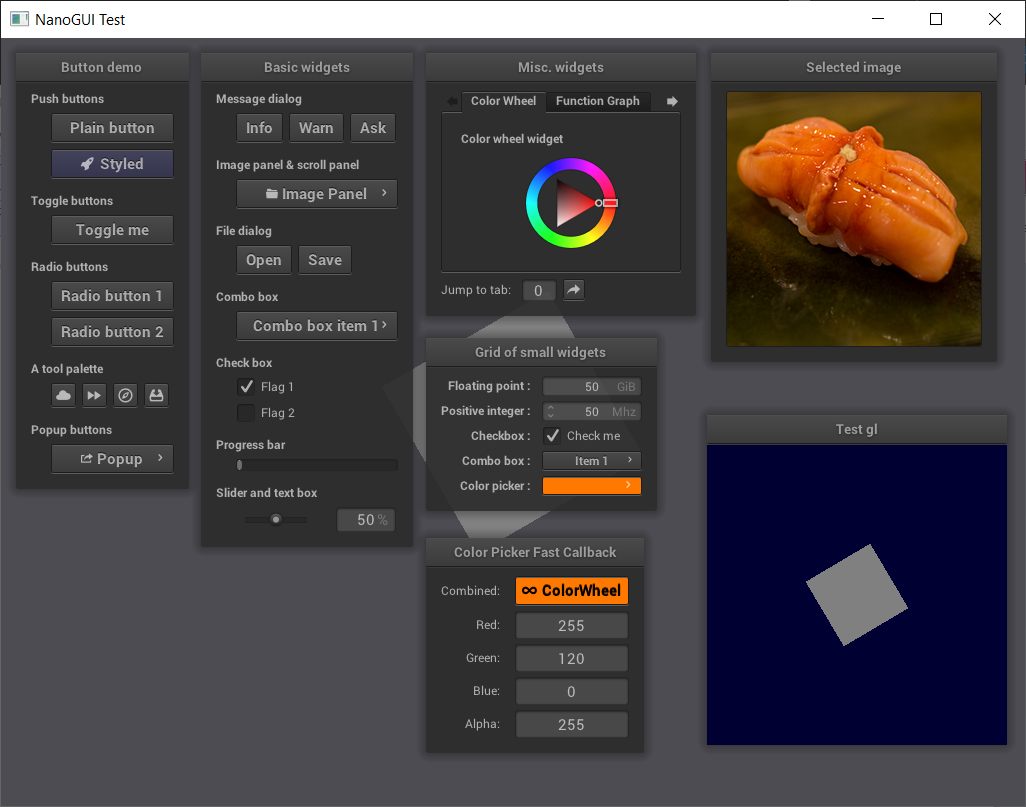 NanoGUI Test
Button demo
Push buttons
Plain button
Styled
Toggle buttons
Toggle me
Radio buttons
Radio button 1
Radio button 2
A tool palette
Popup buttons
Popup
Basic widgets
Message dialog
Info Warn Ask
Image panel & scroll panel
Image Panel
File dialog
Open Save
Combo box
Combo box item 1
Check box
Flag 1
Flag 2
Progress bar
Slider and text box
50 %
Misc. widgets
Color Wheel Function Graph
Color wheel widget
Jump to tab: 0
Grid of small widgets
Floating point : 50 GiB
Positive integer : 50 Mhz
Checkbox : Check me
Combo box : Item 1
Color picker :
Color Picker Fast Callback
Combined: ColorWheel
Red: 255
Green: 120
Blue: 0
Alpha: 255
Selected image
Test gl